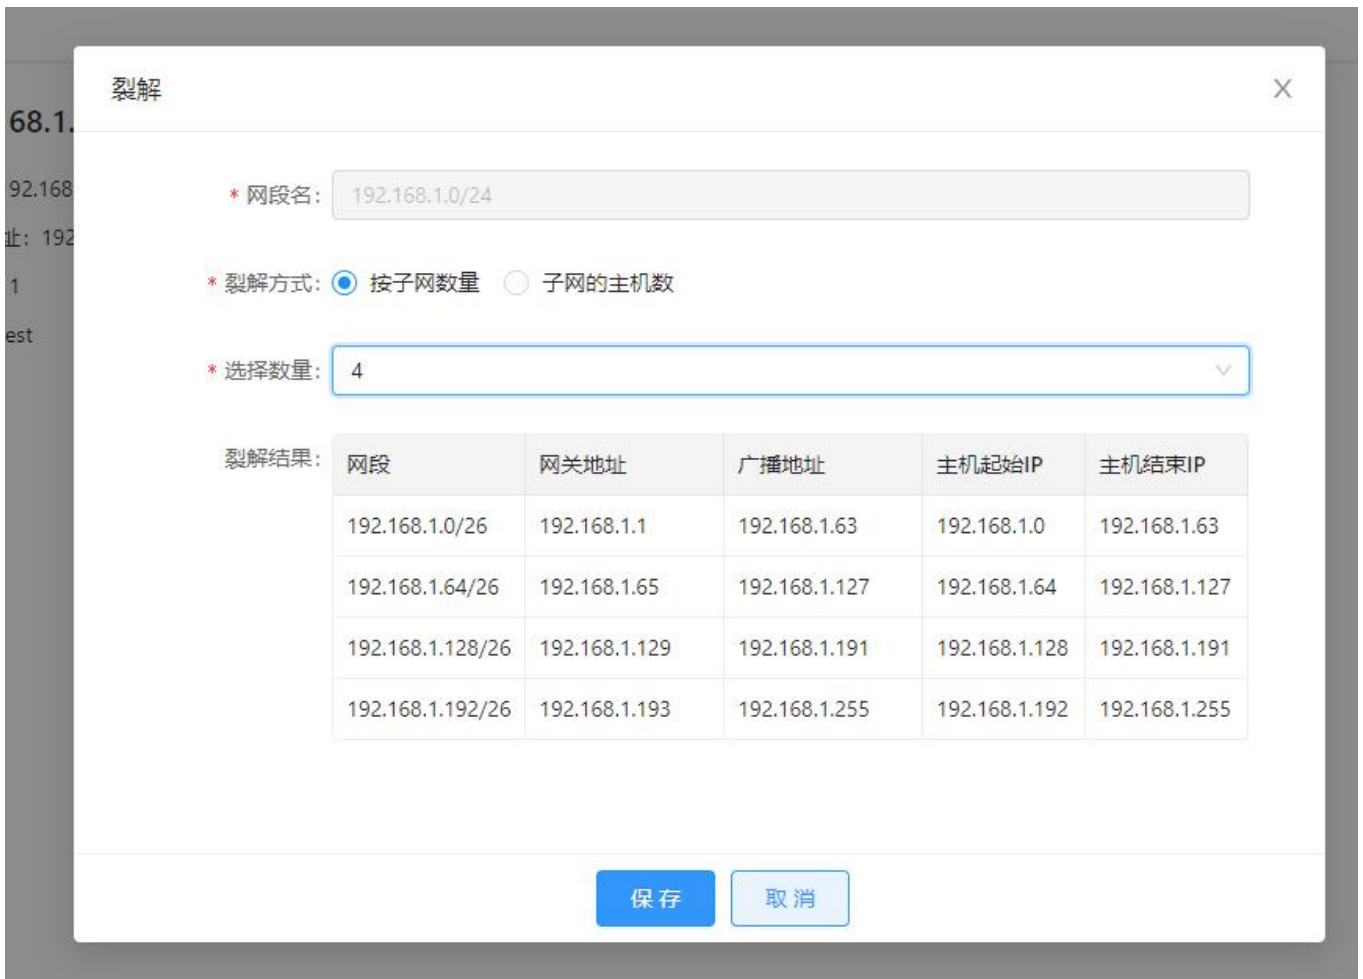 裂解
68.1.
92.168
* 网段名: 192.168.1.0/24
址: 192
* 裂解方式: 按子网数量 子网的主机数
1
est
* 选择数量: 4
裂解结果: 网段 网关地址 广播地址 主机起始IP 主机结束IP
192.168.1.0/26 192.168.1.1 192.168.1.63 192.168.1.0 192.168.1.63
192.168.1.64/26 192.168.1.65 192.168.1.127 192.168.1.64 192.168.1.127
192.168.1.128/26 192.168.1.129 192.168.1.191 192.168.1.128 192.168.1.191
192.168.1.192/26 192.168.1.193 192.168.1.255 192.168.1.192 192.168.1.255
保存 取消